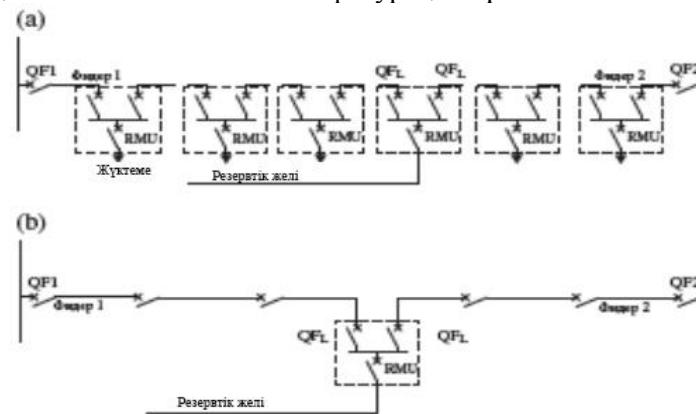 (a)
QF1 Фидер 1 QFL QFL Фидер 2 QF2
RMU RMU RMU RMU RMU RMU
Жүктеме
Резервтік желі
(b)
QF1 QF2
Фидер 1 Фидер 2
QFL QFL
RMU
Резервтік желі